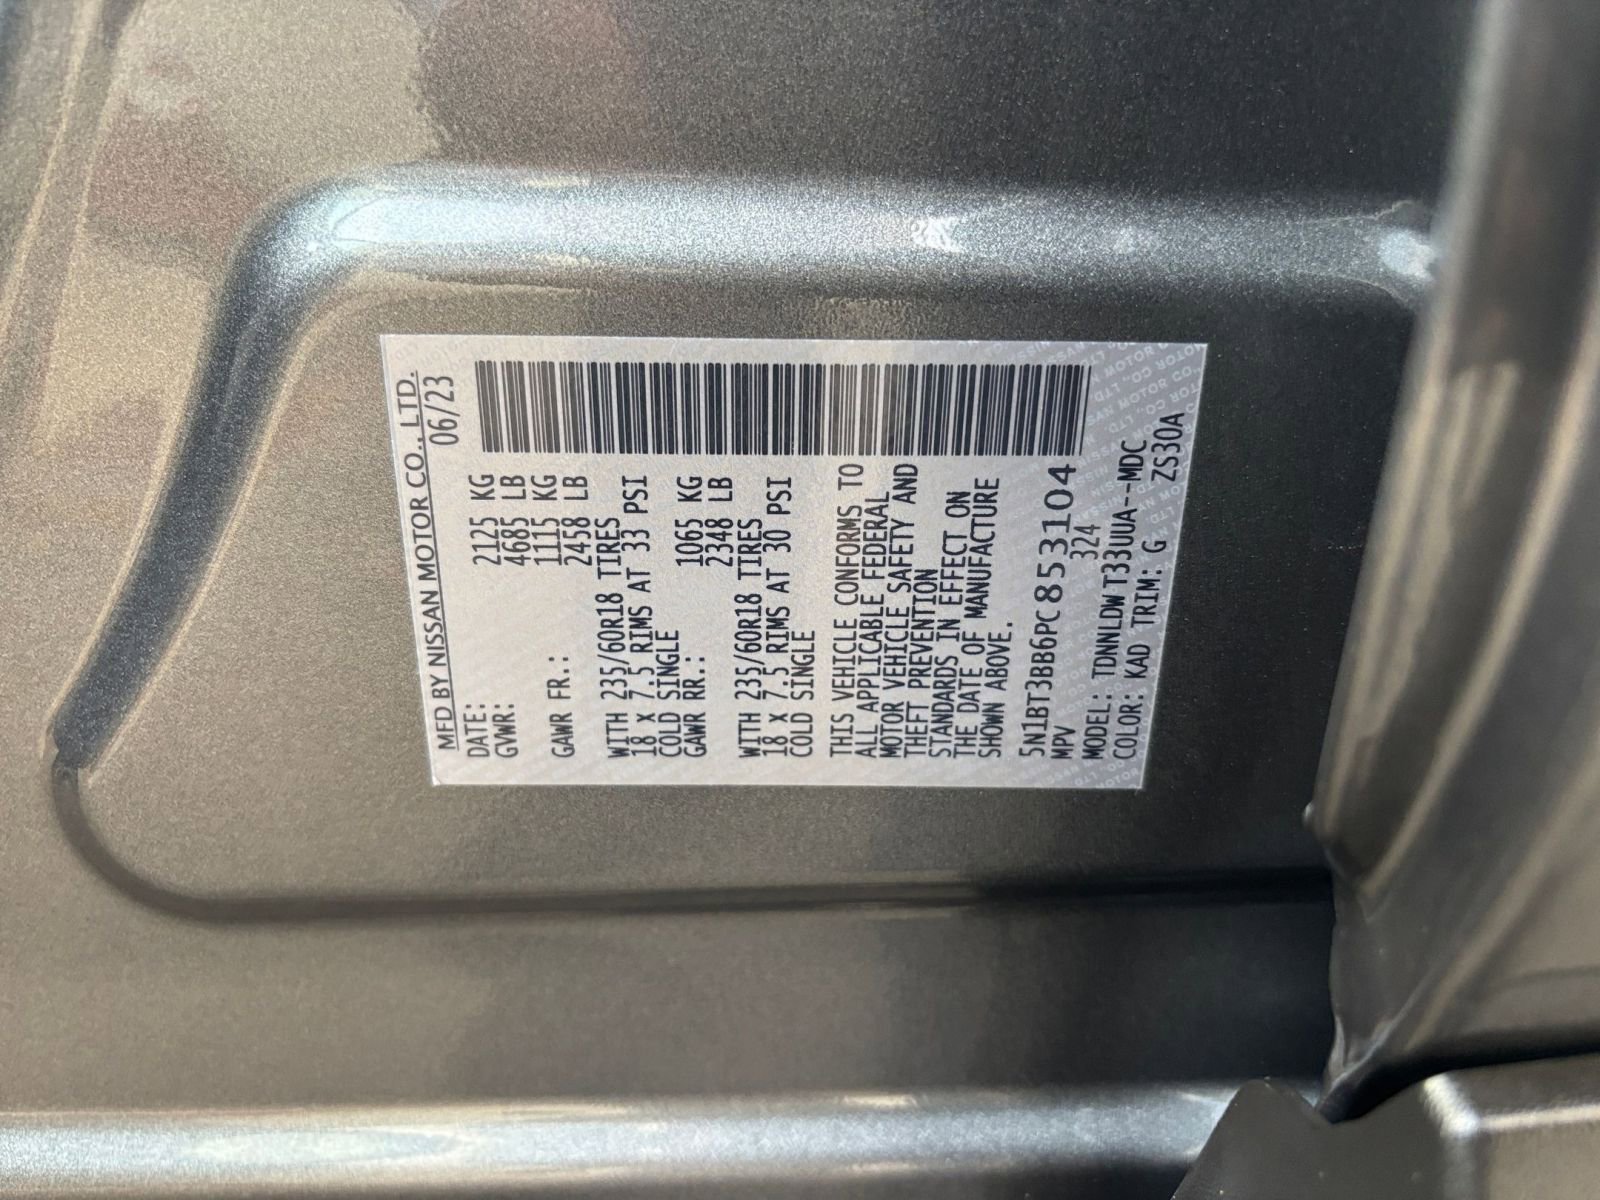 MFD BY NISSAN MOTOR CO., LTD.
DATE: 06/23
GVWR: 2125 KG
4685 LB
GAWR FR.: 1115 KG
2458 LB
WITH 235/60R18 TIRES
18 x 7.5 RIMS AT 33 PSI
COLD SINGLE
GAWR RR.: 1065 KG
2348 LB
WITH 235/60R18 TIRES
18 x 7.5 RIMS AT 30 PSI
COLD SINGLE
THIS VEHICLE CONFORMS TO
ALL APPLICABLE FEDERAL
MOTOR VEHICLE SAFETY AND
THEFT PREVENTION
STANDARDS IN EFFECT ON
THE DATE OF MANUFACTURE
SHOWN ABOVE.
5N1BT3BB6PC853104
MPV 324
MODEL: TDNNLDW T33UUA--MDC
COLOR: KAD TRIM: G ZS30A